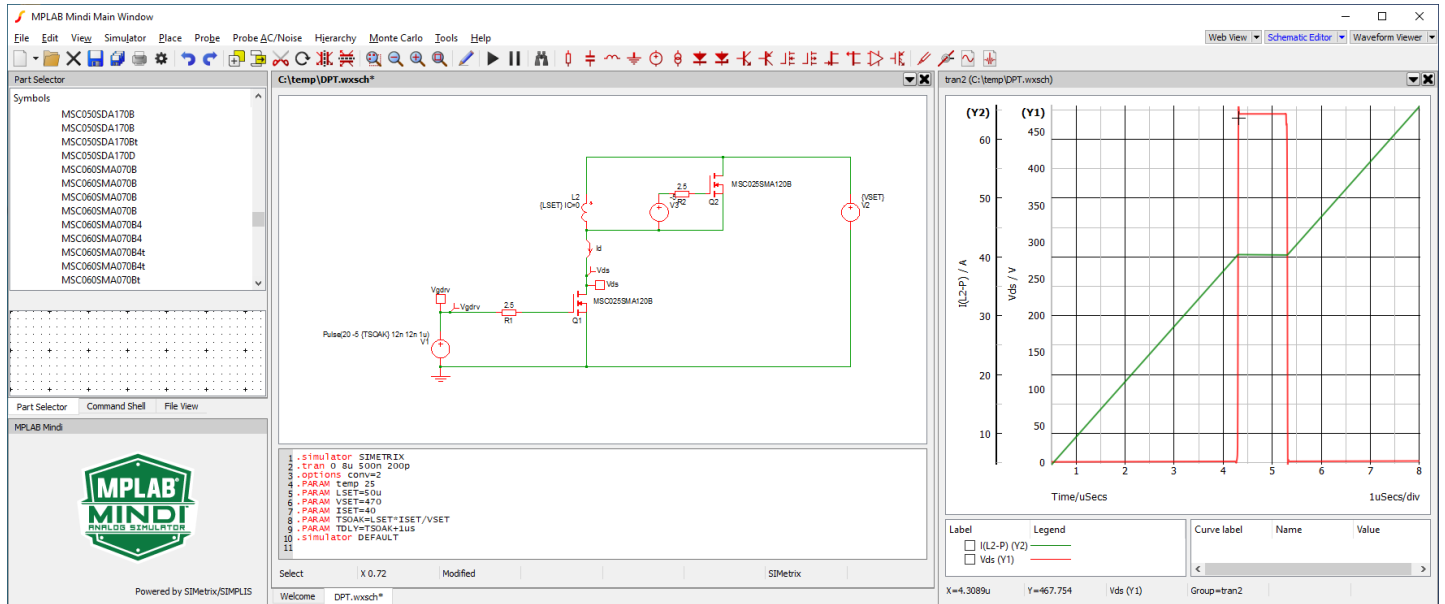 MPLAB Mindi Main Window
File Edit View Simulator Place Probe Probe AC/Noise Hierarchy Monte Carlo Tools Help
Web View Schematic Editor Waveform Viewer
Part Selector
Symbols
MSC050SDA170B
MSC050SDA170B
MSC050SDA170Bt
MSC050SDA170D
MSC060SMA070B
MSC060SMA070B
MSC060SMA070B
MSC060SMA070B
MSC060SMA070B4
MSC060SMA070B4
MSC060SMA070B4t
MSC060SMA070B4t
MSC060SMA070Bt
Part Selector Command Shell File View
MPLAB Mindi
MPLAB
MINDI
ANALOG SIMULATOR
Powered by SIMetrix/SIMPLIS
C:\temp\DPT.wxsch*
L2
{LSET} IC=0
-5
V3
2.5
R2
Q2
MSC025SMA120B
{VSET}
V2
Id
Vds
Vds
MSC025SMA120B
Q1
Vgdrv
Vgdrv
2.5
R1
Pulse(20 -5 {TSOAK} 12n 12n 1u)
V1
1 .simulator SIMETRIX
2 .tran 0 8u 500n 200p
3 .options conv=2
4 .PARAM temp 25
5 .PARAM LSET=50u
6 .PARAM VSET=470
7 .PARAM ISET=40
8 .PARAM TSOAK=LSET*ISET/VSET
9 .PARAM TDLY=TSOAK+1us
10 .simulator DEFAULT
11
Select X 0.72 Modified SIMetrix
Welcome DPT.wxsch*
tran2 (C:\temp\DPT.wxsch)
(Y2) (Y1)
60
50
40
30
20
10
I(L2-P) / A
450
400
350
300
250
200
150
100
50
0
Vds / V
1 2 3 4 5 6 7 8
Time/uSecs 1uSecs/div
Label Legend
I(L2-P) (Y2)
Vds (Y1)
Curve label Name Value
X=4.3089u Y=467.754 Vds (Y1) Group=tran2